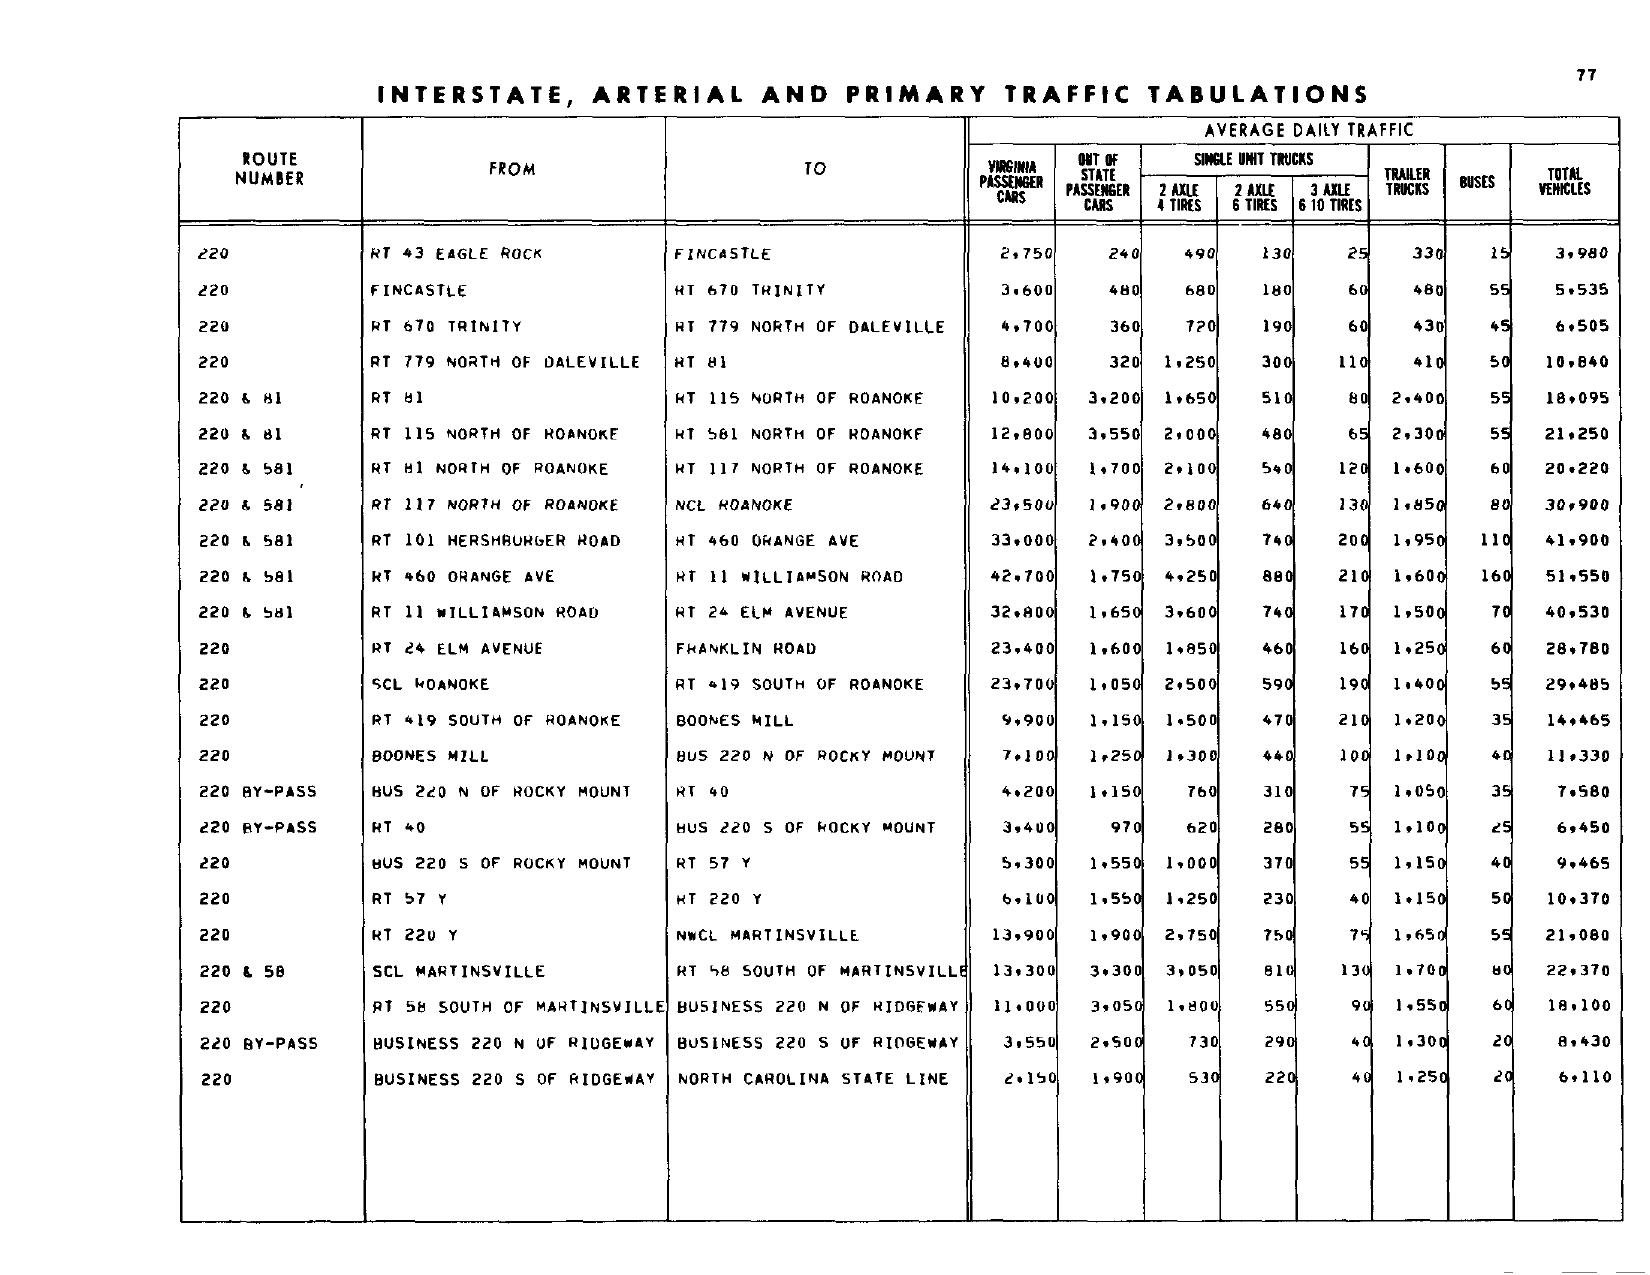 77
INTERSTATE, ARTERIAL AND PRIMARY TRAFFIC TABULATIONS
ROUTE NUMBER FROM TO AVERAGE DAILY TRAFFIC
VIRGINIA PASSENGER CARS OUT OF STATE PASSENGER CARS SINGLE UNIT TRUCKS 2 AXLE 4 TIRES 2 AXLE 6 TIRES 3 AXLE 6 10 TIRES TRAILER TRUCKS BUSES TOTAL VEHICLES
220 RT 43 EAGLE ROCK FINCASTLE 2,750 240 490 130 25 330 15 3,980
220 FINCASTLE RT 670 TRINITY 3,600 480 680 180 60 480 55 5,535
220 RT 670 TRINITY RT 779 NORTH OF DALEVILLE 4,700 360 720 190 60 430 45 6,505
220 RT 779 NORTH OF DALEVILLE RT 81 8,400 320 1,250 300 110 410 50 10,840
220 & 81 RT 81 RT 115 NORTH OF ROANOKE 10,200 3,200 1,650 510 80 2,400 55 18,095
220 & 81 RT 115 NORTH OF ROANOKE RT 581 NORTH OF ROANOKE 12,800 3,550 2,000 480 65 2,300 55 21,250
220 & 581 RT 81 NORTH OF ROANOKE RT 117 NORTH OF ROANOKE 14,100 1,700 2,100 540 120 1,600 60 20,220
220 & 581 RT 117 NORTH OF ROANOKE NCL ROANOKE 23,500 1,900 2,800 640 130 1,850 80 30,900
220 & 581 RT 101 HERSHBURGER ROAD RT 460 ORANGE AVE 33,000 2,400 3,500 740 200 1,950 110 41,900
220 & 581 RT 460 ORANGE AVE RT 11 WILLIAMSON ROAD 42,700 1,750 4,250 880 210 1,600 160 51,550
220 & 581 RT 11 WILLIAMSON ROAD RT 24 ELM AVENUE 32,800 1,650 3,600 740 170 1,500 70 40,530
220 RT 24 ELM AVENUE FRANKLIN ROAD 23,400 1,600 1,850 460 160 1,250 60 28,780
220 SCL ROANOKE RT 419 SOUTH OF ROANOKE 23,700 1,050 2,500 590 190 1,400 55 29,485
220 RT 419 SOUTH OF ROANOKE BOONES MILL 9,900 1,150 1,500 470 210 1,200 35 14,465
220 BOONES MILL BUS 220 N OF ROCKY MOUNT 7,100 1,250 1,300 440 100 1,100 40 11,330
220 BY-PASS BUS 220 N OF ROCKY MOUNT RT 40 4,200 1,150 760 310 75 1,050 35 7,580
220 BY-PASS RT 40 BUS 220 S OF ROCKY MOUNT 3,400 970 620 280 55 1,100 25 6,450
220 BUS 220 S OF ROCKY MOUNT RT 57 Y 5,300 1,550 1,000 370 55 1,150 40 9,465
220 RT 57 Y RT 220 Y 6,100 1,550 1,250 230 40 1,150 50 10,370
220 RT 220 Y NWCL MARTINSVILLE 13,900 1,900 2,750 750 75 1,650 55 21,080
220 & 58 SCL MARTINSVILLE RT 58 SOUTH OF MARTINSVILLE 13,300 3,300 3,050 810 130 1,700 80 22,370
220 RT 58 SOUTH OF MARTINSVILLE BUSINESS 220 N OF RIDGEWAY 11,000 3,050 1,800 550 90 1,550 60 18,100
220 BY-PASS BUSINESS 220 N OF RIDGEWAY BUSINESS 220 S OF RIDGEWAY 3,550 2,500 730 290 40 1,300 20 8,430
220 BUSINESS 220 S OF RIDGEWAY NORTH CAROLINA STATE LINE 2,150 1,900 530 220 40 1,250 20 6,110